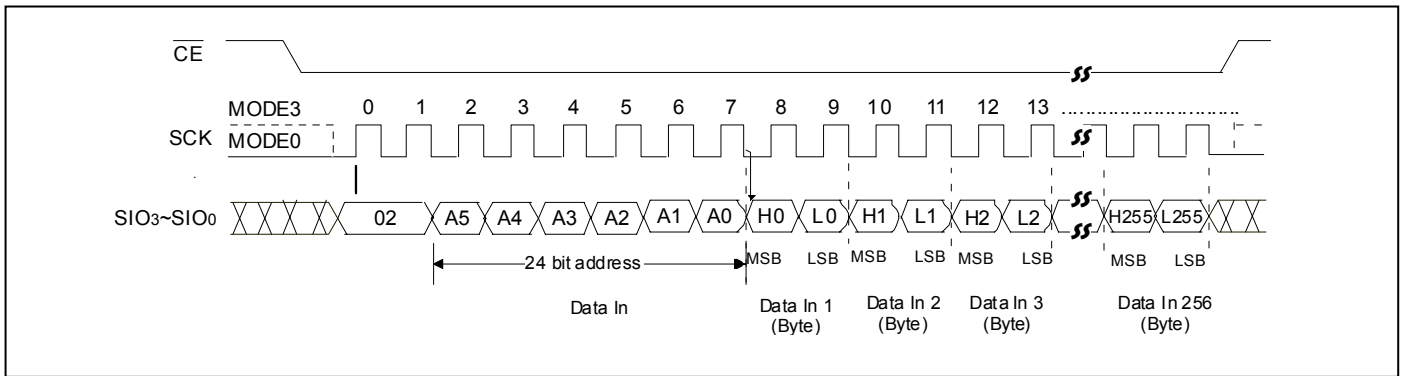 CE
MODE3 0 1 2 3 4 5 6 7 8 9 10 11 12 13
SCK MODE0
SIO3~SIO0 02 A5 A4 A3 A2 A1 A0 H0 L0 H1 L1 H2 L2 H255 L255
24 bit address MSB LSB MSB LSB MSB LSB MSB LSB
Data In Data In 1 Data In 2 Data In 3 Data In 256
(Byte) (Byte) (Byte) (Byte)